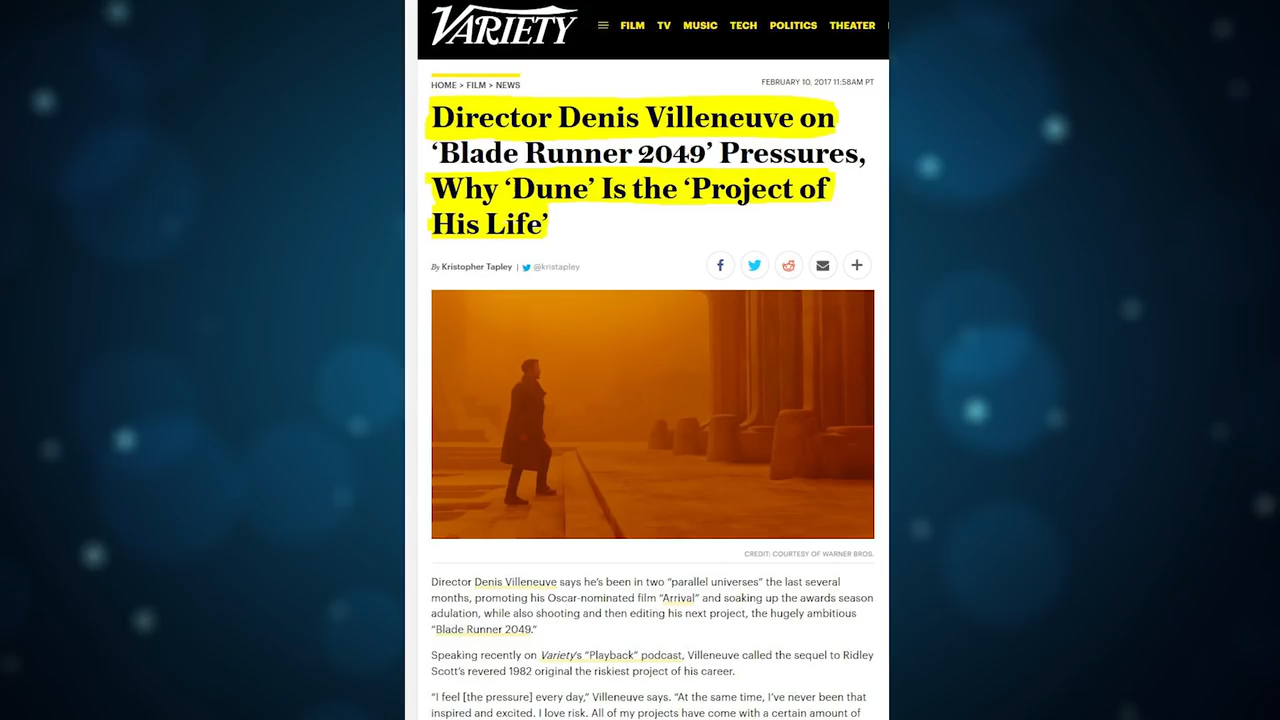 VARIETY
FILM TV MUSIC TECH POLITICS THEATER
HOME > FILM > NEWS
FEBRUARY 10, 2017 11:58AM PT
Director Denis Villeneuve on
‘Blade Runner 2049’ Pressures,
Why ‘Dune’ Is the ‘Project of
His Life’
By Kristopher Tapley | @kristapley
CREDIT: COURTESY OF WARNER BROS.
Director Denis Villeneuve says he’s been in two “parallel universes” the last several
months, promoting his Oscar-nominated film “Arrival” and soaking up the awards season
adulation, while also shooting and then editing his next project, the hugely ambitious
“Blade Runner 2049.”
Speaking recently on Variety’s “Playback” podcast, Villeneuve called the sequel to Ridley
Scott’s revered 1982 original the riskiest project of his career.
“I feel [the pressure] every day,” Villeneuve says. “At the same time, I’ve never been that
inspired and excited. I love risk. All of my projects have come with a certain amount of